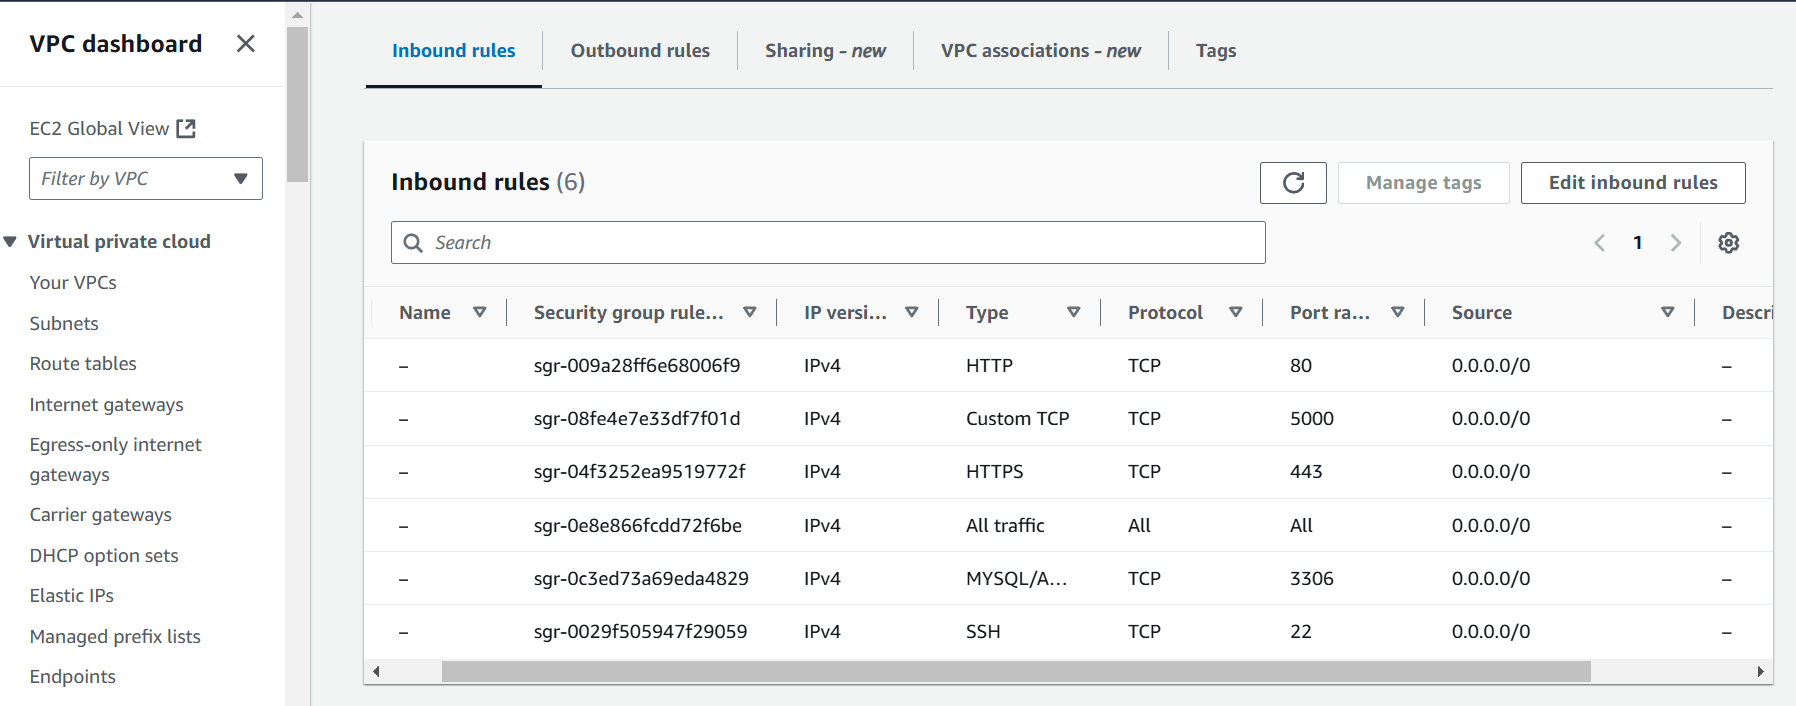 VPC dashboard
EC2 Global View
Filter by VPC
Virtual private cloud
Your VPCs
Subnets
Route tables
Internet gateways
Egress-only internet
gateways
Carrier gateways
DHCP option sets
Elastic IPs
Managed prefix lists
Endpoints
Inbound rules Outbound rules Sharing - new VPC associations - new Tags
Inbound rules (6) Manage tags Edit inbound rules
Search 1
Name Security group rule... IP versi... Type Protocol Port ra... Source Descri
– sgr-009a28ff6e68006f9 IPv4 HTTP TCP 80 0.0.0.0/0 –
– sgr-08fe4e7e33df7f01d IPv4 Custom TCP TCP 5000 0.0.0.0/0 –
– sgr-04f3252ea9519772f IPv4 HTTPS TCP 443 0.0.0.0/0 –
– sgr-0e8e866fcdd72f6be IPv4 All traffic All All 0.0.0.0/0 –
– sgr-0c3ed73a69eda4829 IPv4 MYSQL/A... TCP 3306 0.0.0.0/0 –
– sgr-0029f505947f29059 IPv4 SSH TCP 22 0.0.0.0/0 –